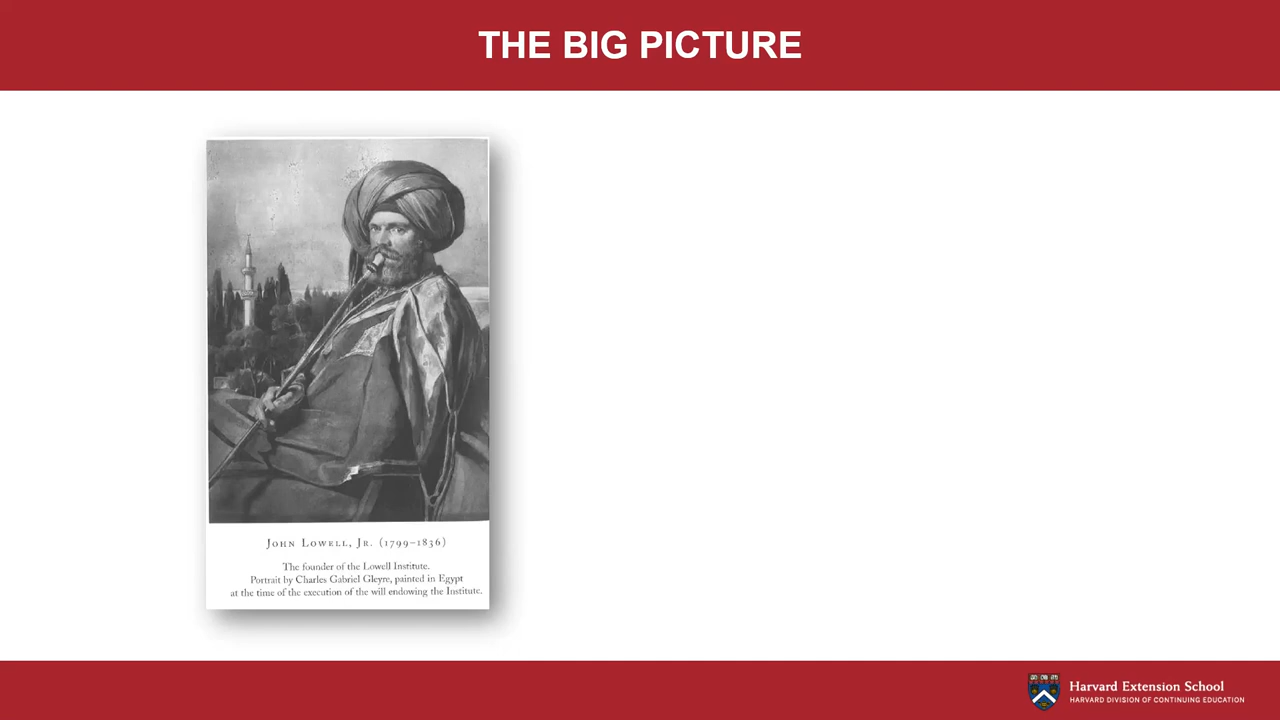 THE BIG PICTURE
John Lowell, Jr. (1799–1836)
The founder of the Lowell Institute.
Portrait by Charles Gabriel Gleyre, painted in Egypt
at the time of the execution of the will endowing the Institute.
Harvard Extension School
HARVARD DIVISION OF CONTINUING EDUCATION